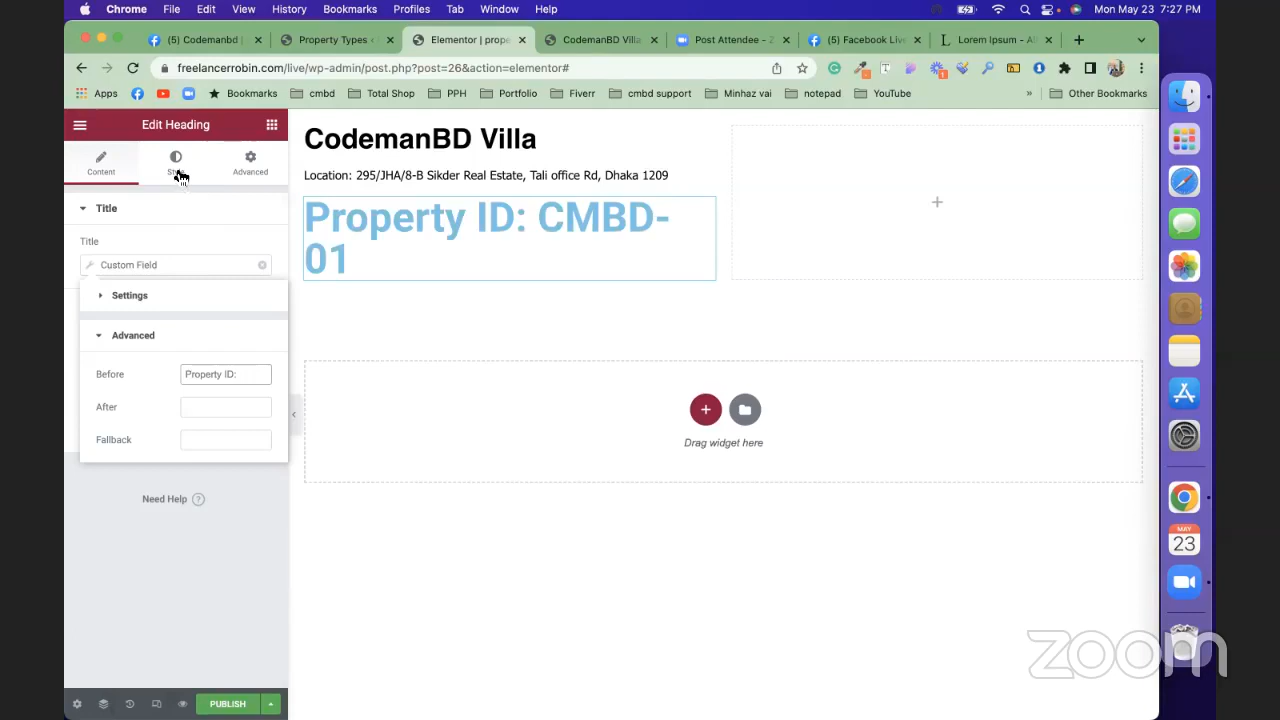 Chrome File Edit View History Bookmarks Profiles Tab Window Help Mon May 23 7:27 PM
(5) Codemanbd | Property Types < Elementor | prope CodemanBD Villa Post Attendee - Z (5) Facebook Live Lorem Ipsum - All
freelancerrobin.com/live/wp-admin/post.php?post=26&action=elementor#
Apps Bookmarks cmbd Total Shop PPH Portfolio Fiverr cmbd support Minhaz vai notepad YouTube » Other Bookmarks
Edit Heading
Content Advanced
Title
Title
Custom Field
Settings
Advanced
Before Property ID:
After
Fallback
Need Help ?
PUBLISH
CodemanBD Villa
Location: 295/JHA/8-B Sikder Real Estate, Tali office Rd, Dhaka 1209
Property ID: CMBD-
01
Drag widget here
MAY
23
zoom